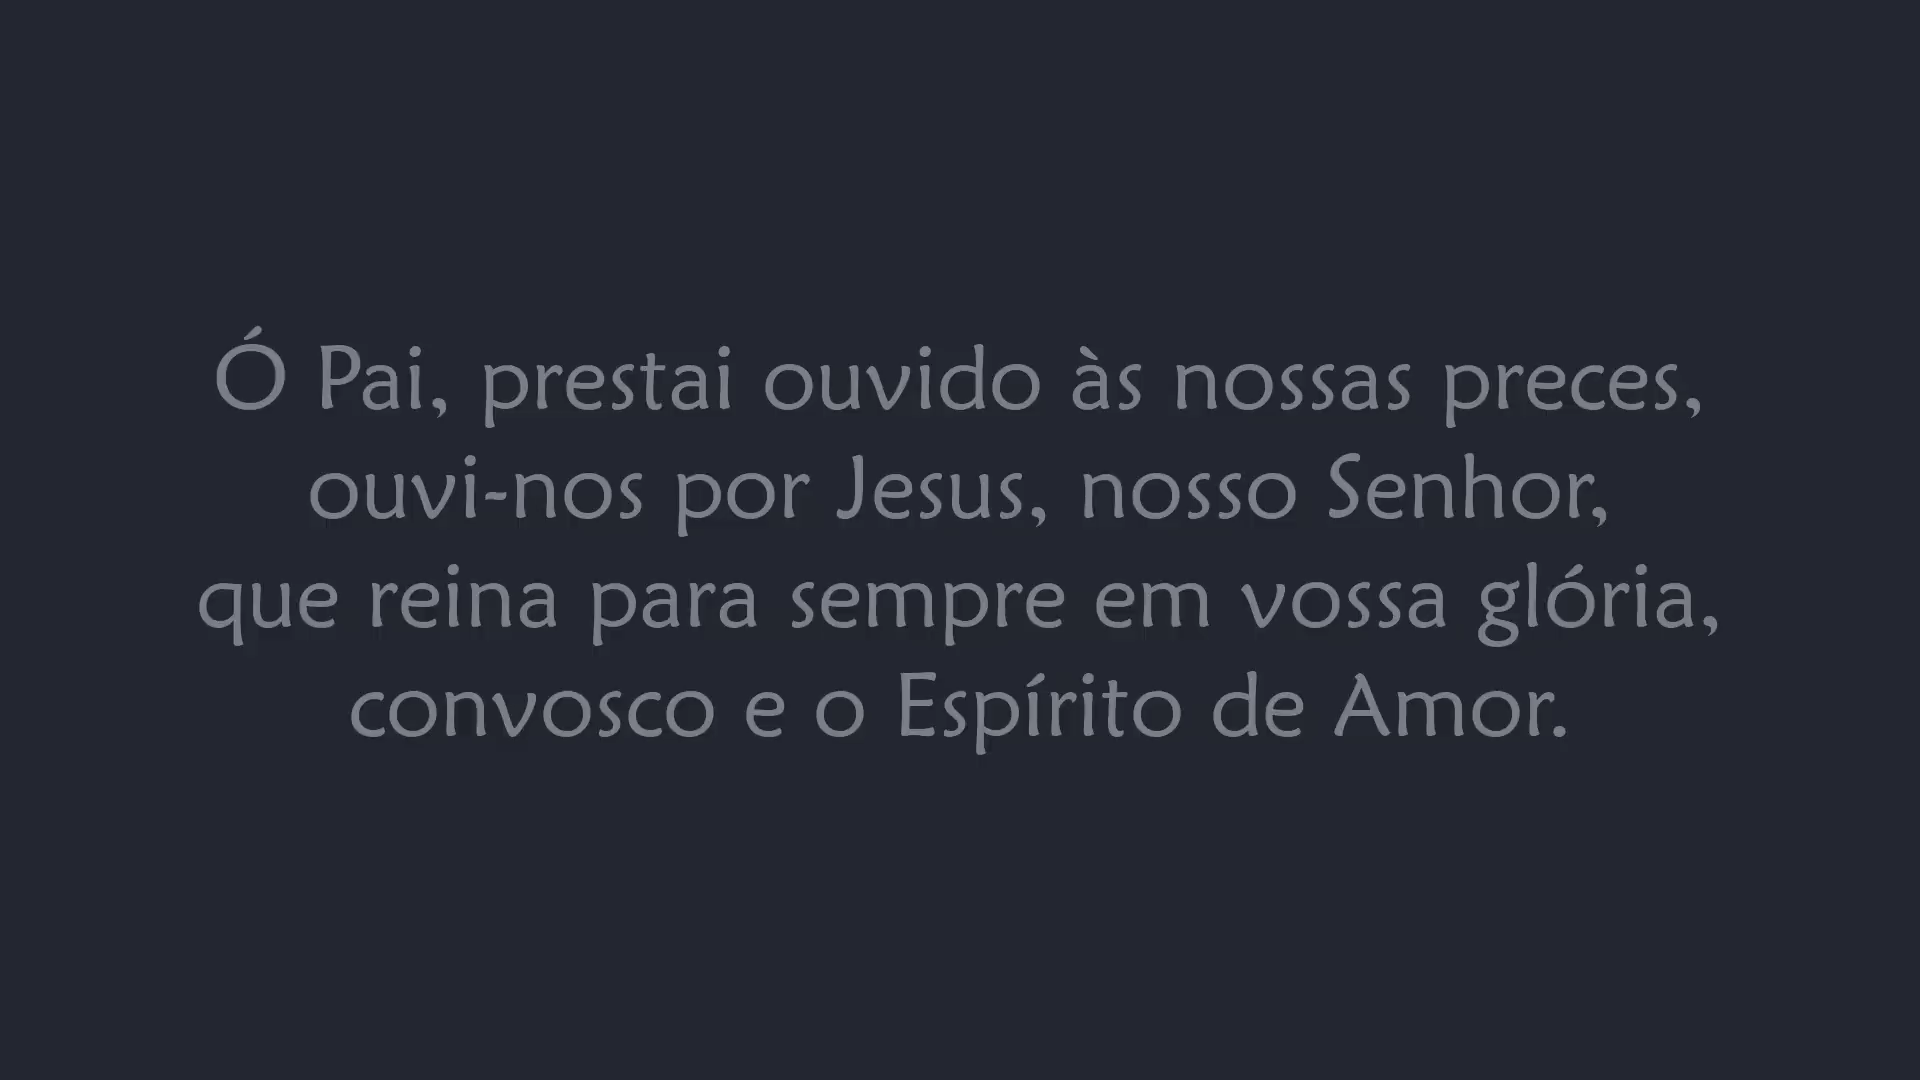 Ó Pai, prestai ouvido às nossas preces,
ouvi-nos por Jesus, nosso Senhor,
que reina para sempre em vossa glória,
convosco e o Espírito de Amor.